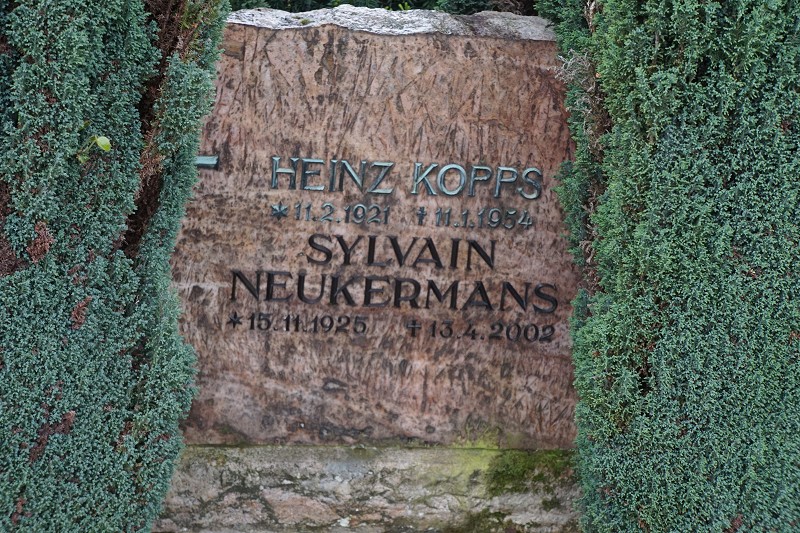 HEINZ KOPPS
* 11.2.1921 † 11.1.1954
SYLVAIN
NEUKERMANS
* 15.11.1925 † 13.4.2002